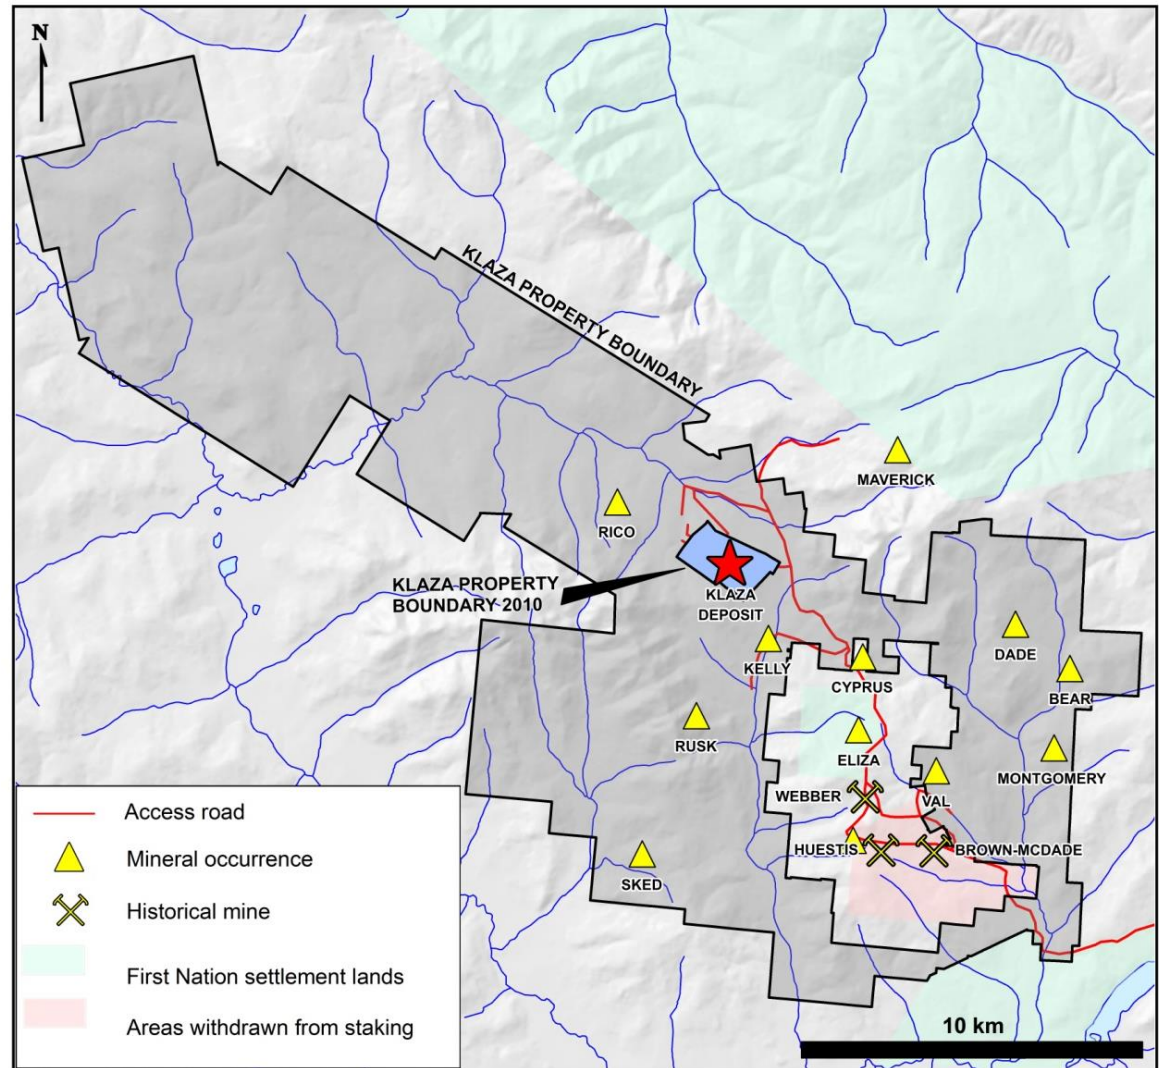 N
KLAZA PROPERTY BOUNDARY
MAVERICK
RICO
KLAZA PROPERTY
BOUNDARY 2010
KLAZA
DEPOSIT
DADE
KELLY
CYPRUS
BEAR
RUSK
ELIZA
MONTGOMERY
WEBBER
VAL
HUESTIS
BROWN-MCDADE
SKED
Access road
Mineral occurrence
Historical mine
First Nation settlement lands
Areas withdrawn from staking
10 km